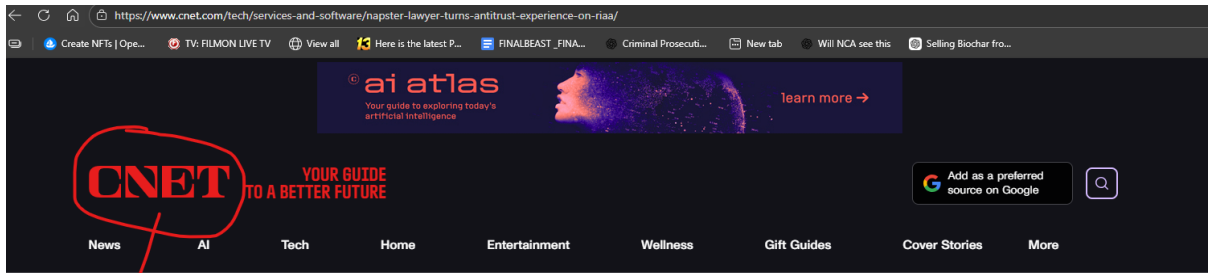 https://www.cnet.com/tech/services-and-software/napster-lawyer-turns-antitrust-experience-on-riaa/
Create NFTs | Ope... TV: FILMON LIVE TV View all Here is the latest P... FINALBEAST _FINA... Criminal Prosecuti... New tab Will NCA see this Selling Biochar fro...
ai atlas
Your guide to exploring today's
artificial intelligence
learn more →
CNET
YOUR GUIDE
TO A BETTER FUTURE
Add as a preferred
source on Google
News AI Tech Home Entertainment Wellness Gift Guides Cover Stories More